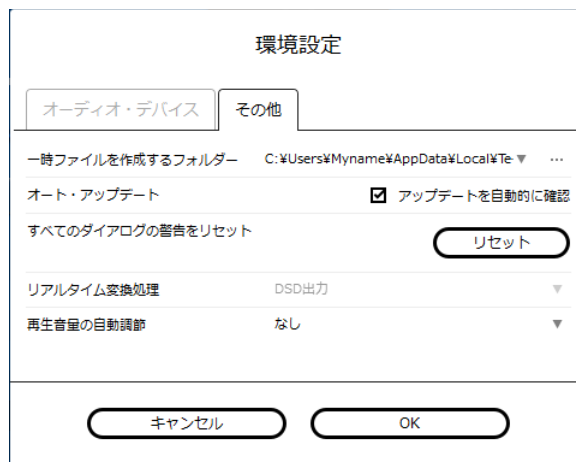 環境設定
オーディオ・デバイス その他
一時ファイルを作成するフォルダー C:¥Users¥Myname¥AppData¥Local¥Te ...
オート・アップデート アップデートを自動的に確認
すべてのダイアログの警告をリセット
リセット
リアルタイム変換処理 DSD出力
再生音量の自動調節 なし
キャンセル OK